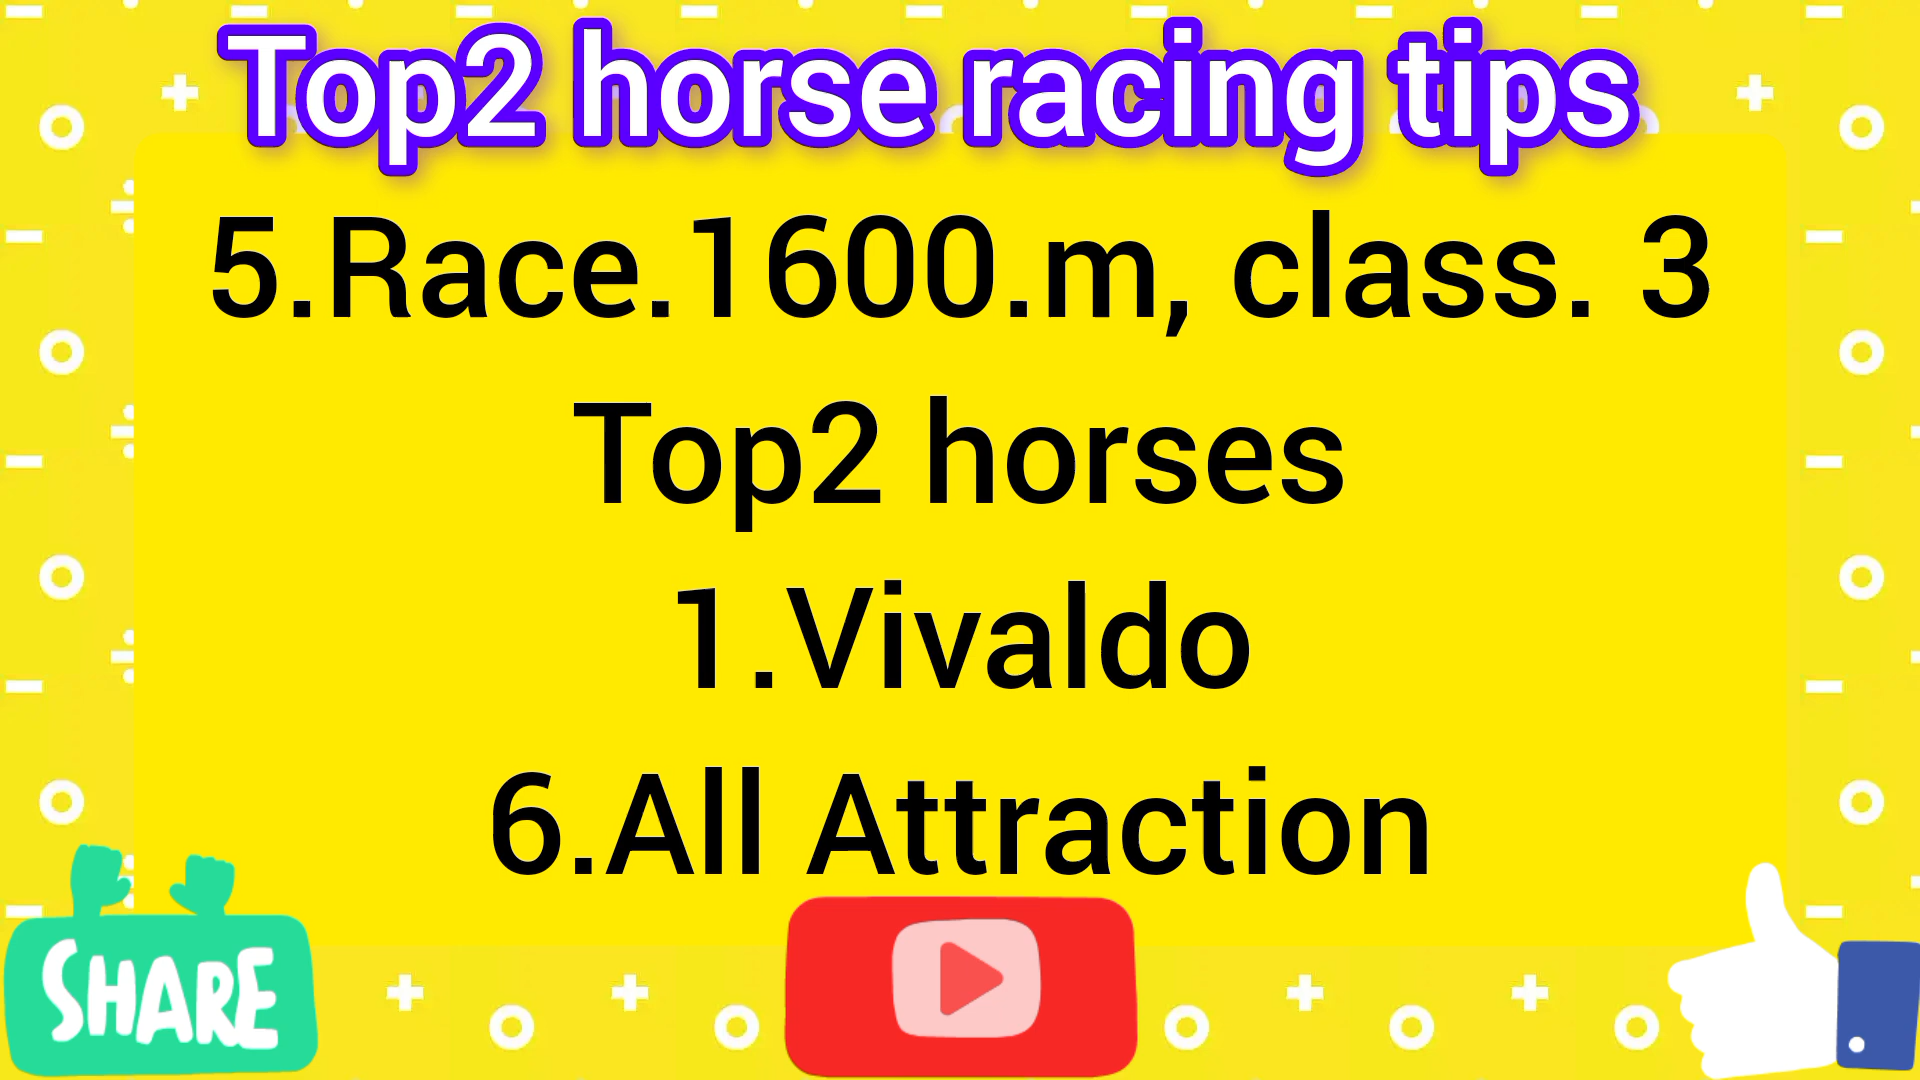 Top2 horse racing tips
5.Race.1600.m, class. 3
Top2 horses
1.Vivaldo
6.All Attraction
SHARE